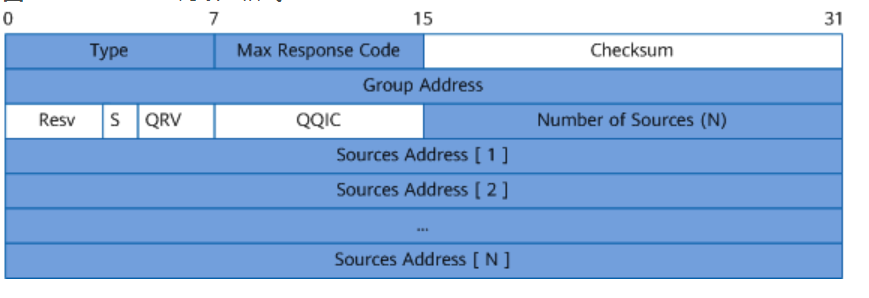 0 7 15 31
Type Max Response Code Checksum
Group Address
Resv S QRV QQIC Number of Sources (N)
Sources Address [ 1 ]
Sources Address [ 2 ]
...
Sources Address [ N ]